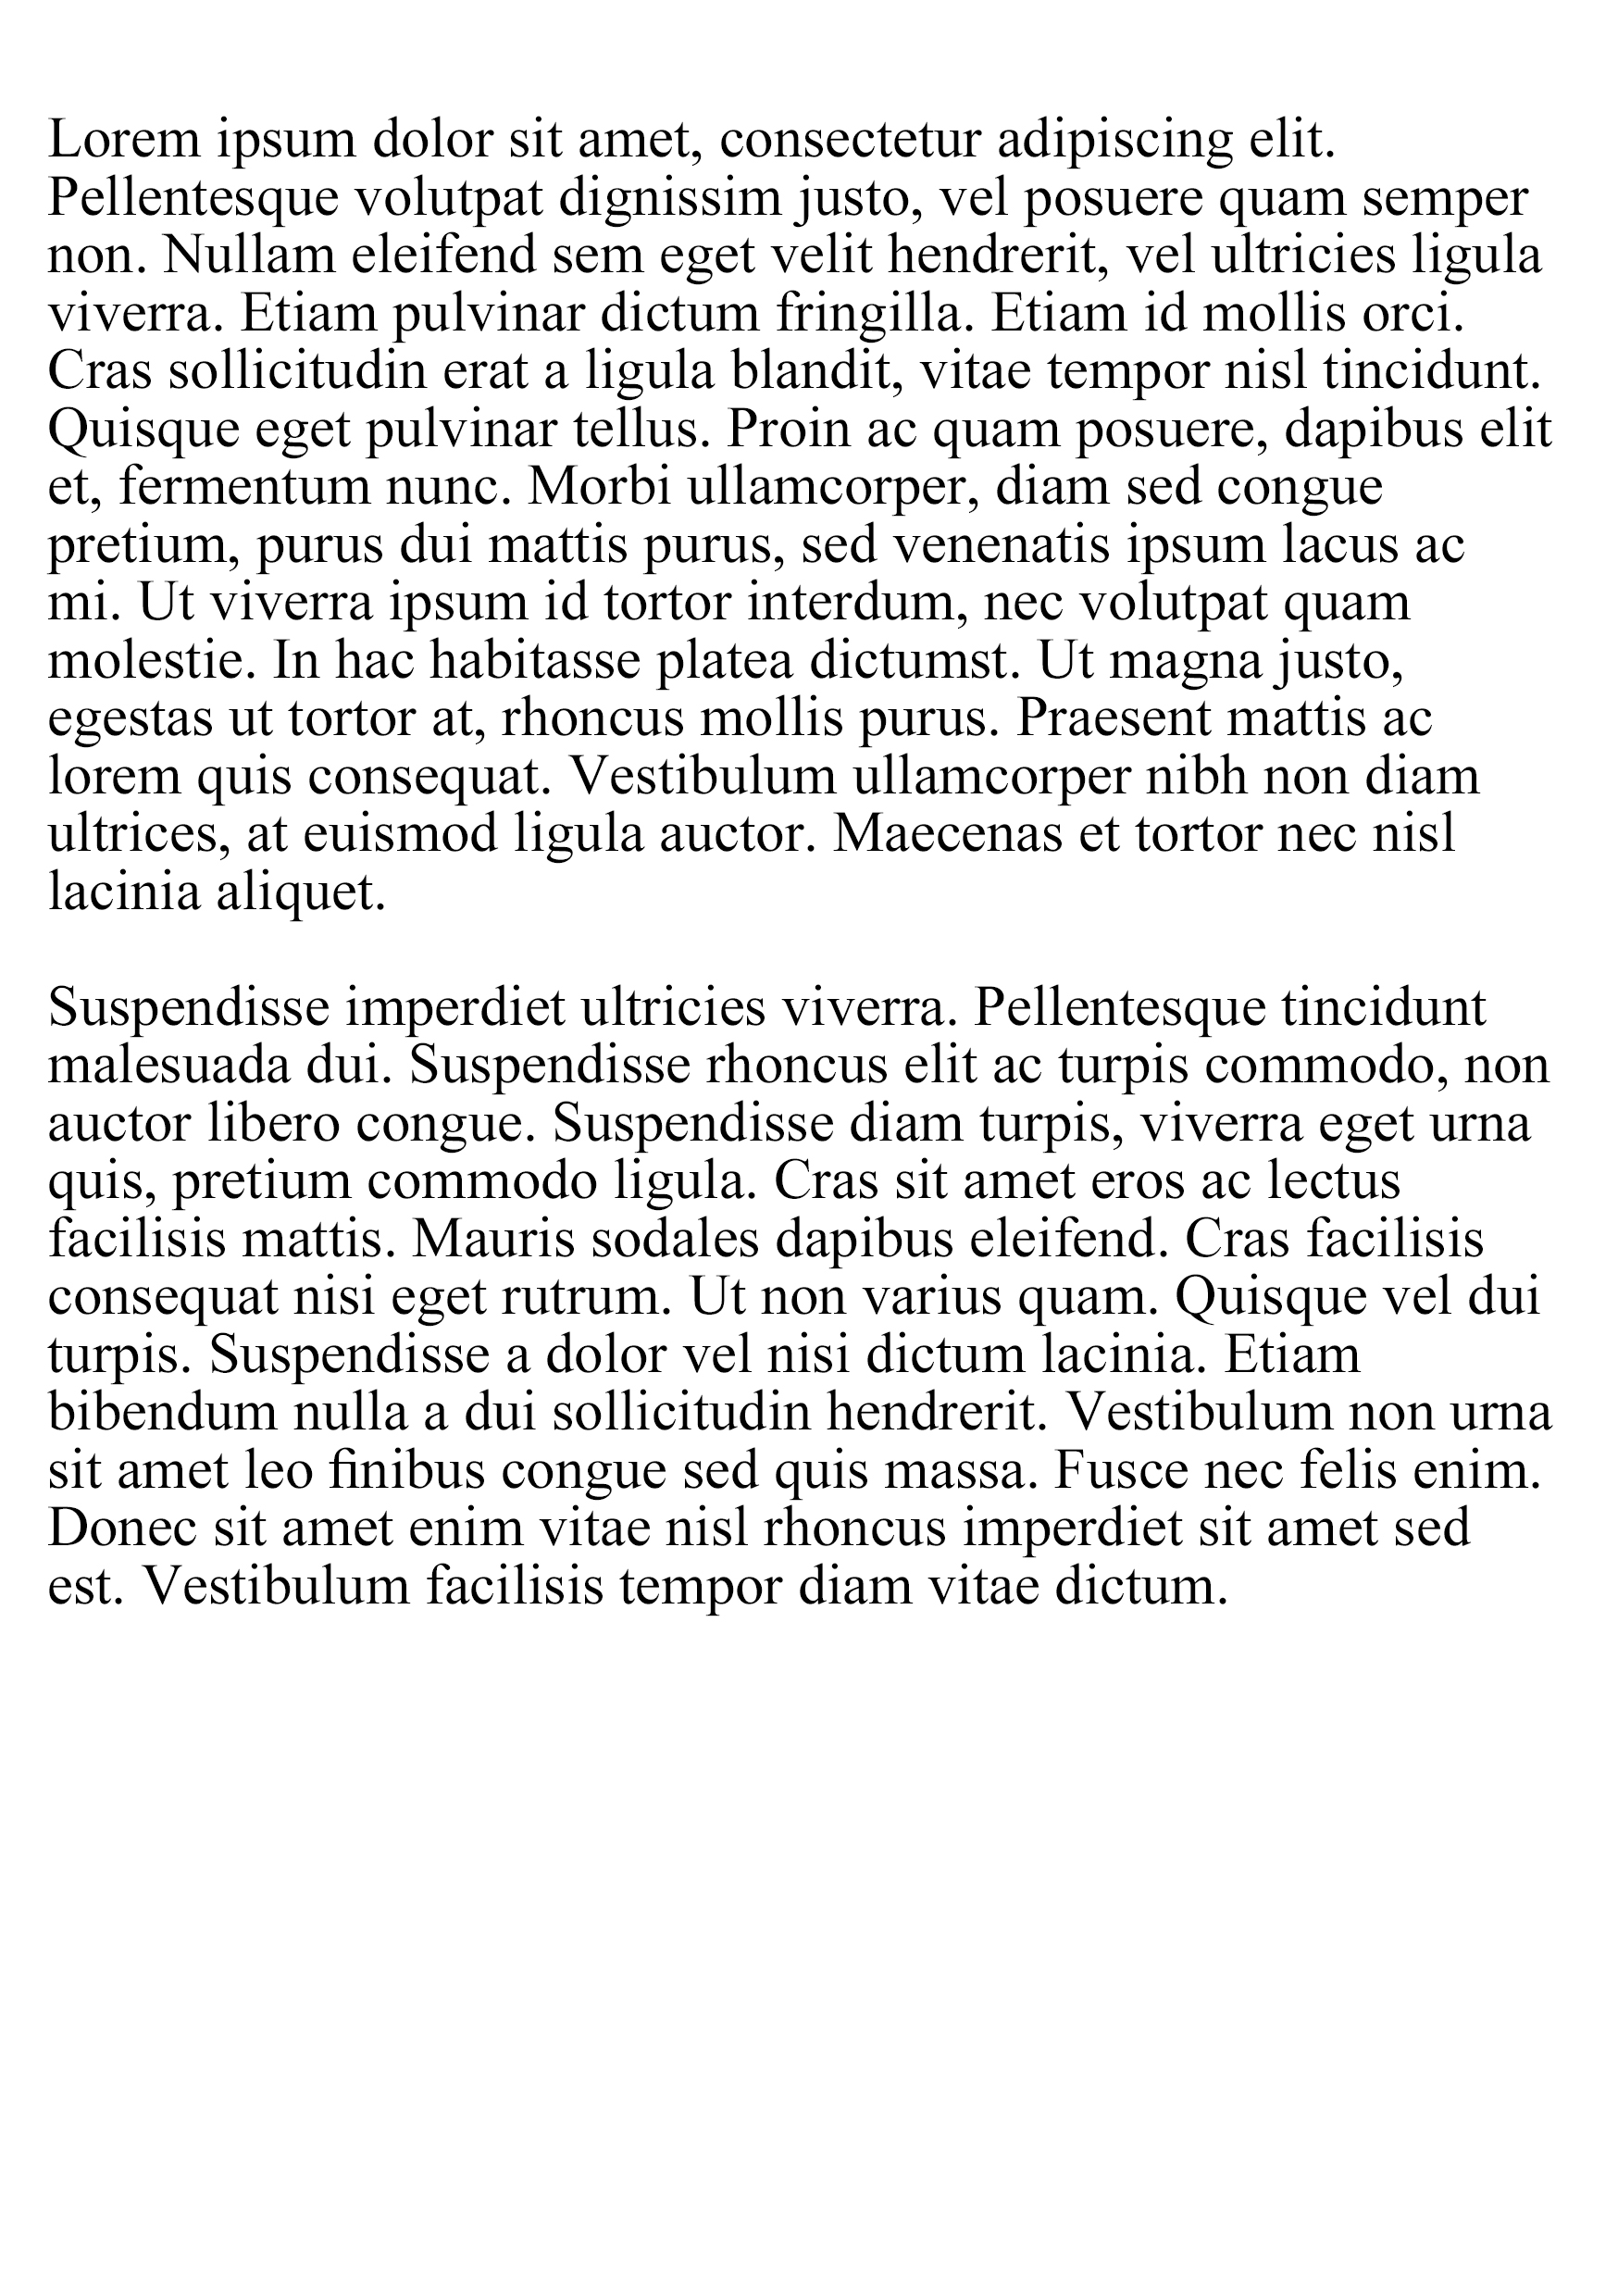 Lorem ipsum dolor sit amet, consectetur adipiscing elit.
Pellentesque volutpat dignissim justo, vel posuere quam semper
non. Nullam eleifend sem eget velit hendrerit, vel ultricies ligula
viverra. Etiam pulvinar dictum fringilla. Etiam id mollis orci.
Cras sollicitudin erat a ligula blandit, vitae tempor nisl tincidunt.
Quisque eget pulvinar tellus. Proin ac quam posuere, dapibus elit
et, fermentum nunc. Morbi ullamcorper, diam sed congue
pretium, purus dui mattis purus, sed venenatis ipsum lacus ac
mi. Ut viverra ipsum id tortor interdum, nec volutpat quam
molestie. In hac habitasse platea dictumst. Ut magna justo,
egestas ut tortor at, rhoncus mollis purus. Praesent mattis ac
lorem quis consequat. Vestibulum ullamcorper nibh non diam
ultrices, at euismod ligula auctor. Maecenas et tortor nec nisl
lacinia aliquet.

Suspendisse imperdiet ultricies viverra. Pellentesque tincidunt
malesuada dui. Suspendisse rhoncus elit ac turpis commodo, non
auctor libero congue. Suspendisse diam turpis, viverra eget urna
quis, pretium commodo ligula. Cras sit amet eros ac lectus
facilisis mattis. Mauris sodales dapibus eleifend. Cras facilisis
consequat nisi eget rutrum. Ut non varius quam. Quisque vel dui
turpis. Suspendisse a dolor vel nisi dictum lacinia. Etiam
bibendum nulla a dui sollicitudin hendrerit. Vestibulum non urna
sit amet leo finibus congue sed quis massa. Fusce nec felis enim.
Donec sit amet enim vitae nisl rhoncus imperdiet sit amet sed
est. Vestibulum facilisis tempor diam vitae dictum.